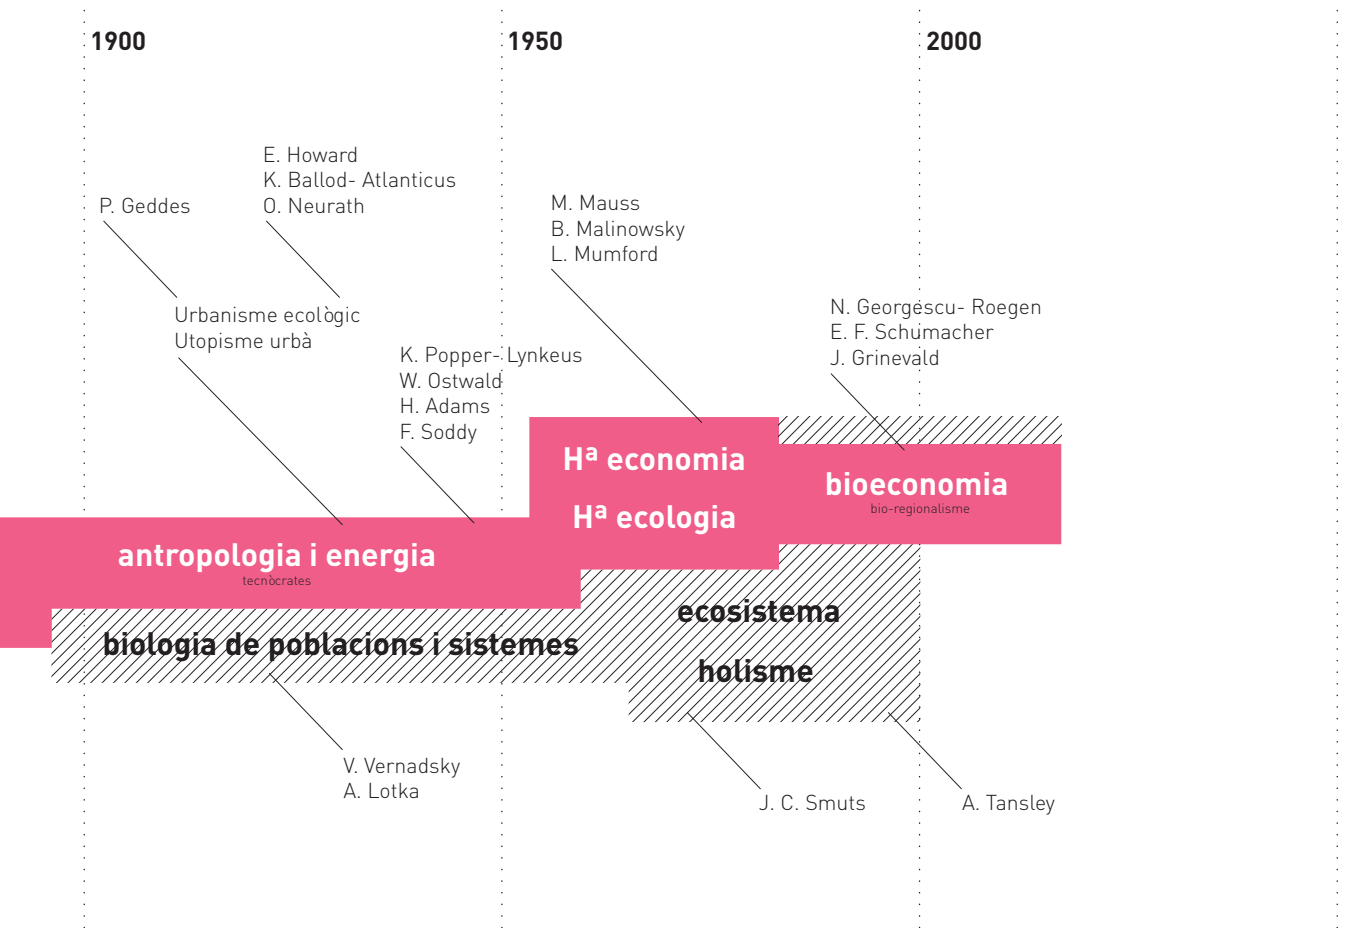 1900
1950
2000
E. Howard
K. Ballod- Atlanticus
O. Neurath
P. Geddes
M. Mauss
B. Malinowsky
L. Mumford
Urbanisme ecològic
Utopisme urbà
N. Georgescu- Roegen
E. F. Schumacher
J. Grinevald
K. Popper- Lynkeus
W. Ostwald
H. Adams
F. Soddy
Hª economia
Hª ecologia
bioeconomia
bio-regionalisme
antropologia i energia
tecnòcrates
biologia de poblacions i sistemes
ecosistema
holisme
V. Vernadsky
A. Lotka
J. C. Smuts
A. Tansley